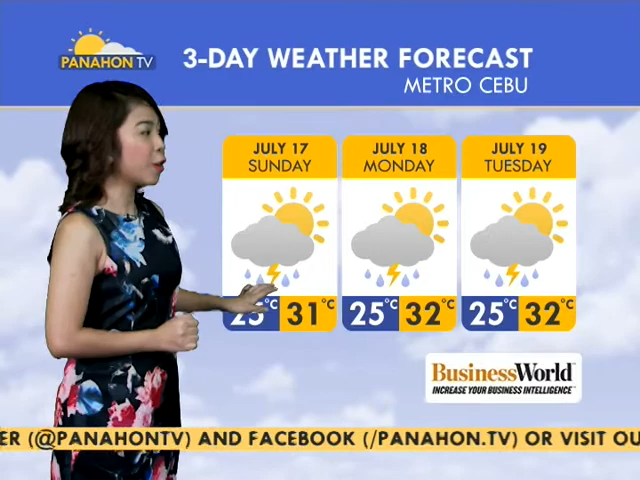 PANAHON TV
3-DAY WEATHER FORECAST
METRO CEBU
JULY 17
SUNDAY
25°C 31°C
JULY 18
MONDAY
25°C 32°C
JULY 19
TUESDAY
25°C 32°C
BusinessWorld
INCREASE YOUR BUSINESS INTELLIGENCE
ER (@PANAHONTV) AND FACEBOOK (/PANAHON.TV) OR VISIT OU